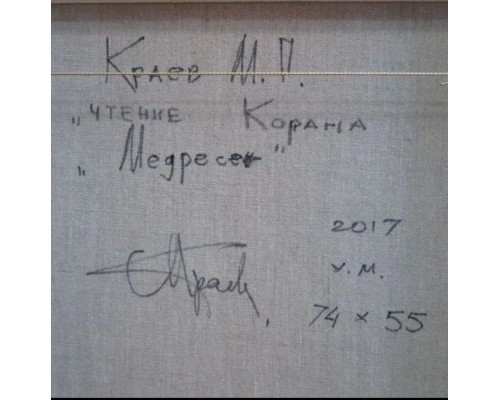 Краев М. П.
„Чтение Корана
„Медресе"
2017
х.м.
74 × 55